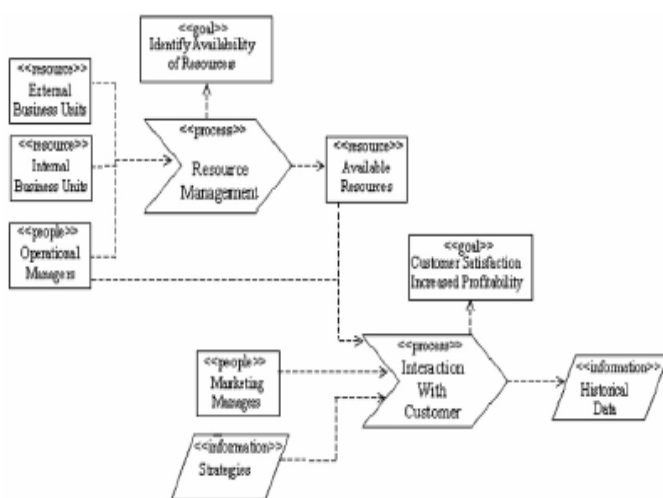 <<goal>>
Identify Availability
of Resources
<<resource>>
External
Business Units
<<resource>>
Internal
Business Units
<<people>>
Operational
Managers
<<process>>
Resource
Management
<<resource>>
Available
Resources
<<goal>>
Customer Satisfaction
Increased Profitability
<<people>>
Marketing
Managers
<<process>>
Interaction
With
Customer
<<information>>
Historical
Data
<<information>>
Strategies